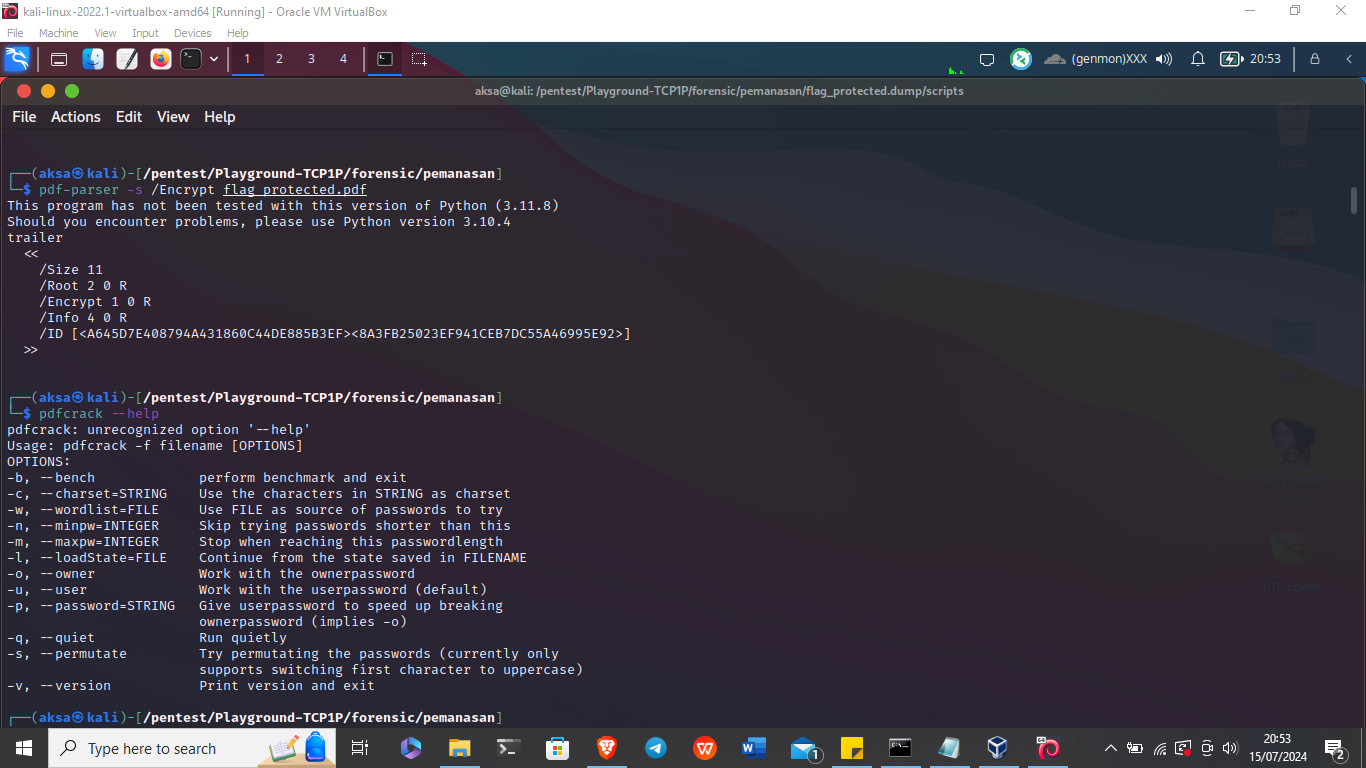 kali-linux-2022.1-virtualbox-amd64 [Running] - Oracle VM VirtualBox
File Machine View Input Devices Help
1 2 3 4 (genmon)XXX 20:53
aksa@kali: /pentest/Playground-TCP1P/forensic/pemanasan/flag_protected.dump/scripts
File Actions Edit View Help
Trash
┌──(aksa㉿kali)-[/pentest/Playground-TCP1P/forensic/pemanasan]
└─$ pdf-parser -s /Encrypt flag_protected.pdf
This program has not been tested with this version of Python (3.11.8)
Should you encounter problems, please use Python version 3.10.4
trailer
<<
/Size 11
/Root 2 0 R
/Encrypt 1 0 R
/Info 4 0 R
/ID [<A645D7E408794A431860C44DE885B3EF><8A3FB25023EF941CEB7DC55A46995E92>]
>>
┌──(aksa㉿kali)-[/pentest/Playground-TCP1P/forensic/pemanasan]
└─$ pdfcrack --help
pdfcrack: unrecognized option '--help'
Usage: pdfcrack -f filename [OPTIONS]
OPTIONS:
-b, --bench perform benchmark and exit
-c, --charset=STRING Use the characters in STRING as charset
-w, --wordlist=FILE Use FILE as source of passwords to try
-n, --minpw=INTEGER Skip trying passwords shorter than this
-m, --maxpw=INTEGER Stop when reaching this passwordlength
-l, --loadState=FILE Continue from the state saved in FILENAME
-o, --owner Work with the ownerpassword
-u, --user Work with the userpassword (default)
-p, --password=STRING Give userpassword to speed up breaking
ownerpassword (implies -o)
-q, --quiet Run quietly
-s, --permutate Try permutating the passwords (currently only
supports switching first character to uppercase)
-v, --version Print version and exit
┌──(aksa㉿kali)-[/pentest/Playground-TCP1P/forensic/pemanasan]
010 Editor
Type here to search
1
20:53
15/07/2024
2